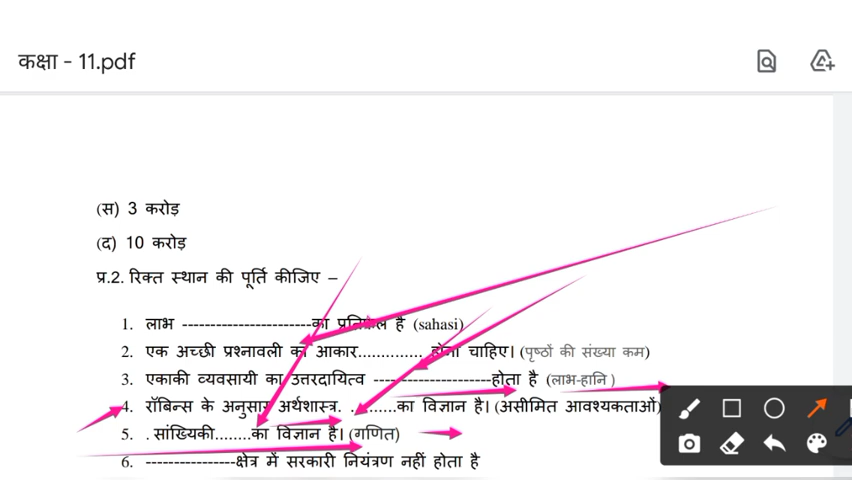 कक्षा - 11.pdf
(स) 3 करोड़
(द) 10 करोड़
प्र.2. रिक्त स्थान की पूर्ति कीजिए –
1. लाभ -----------------------का प्रतिफल है (sahasi)
2. एक अच्छी प्रश्नावली का आकार.............. होना चाहिए। (पृष्ठों की संख्या कम)
3. एकाकी व्यवसायी का उत्तरदायित्व ---------------------होता है (लाभ-हानि )
4. रॉबिन्स के अनुसार अर्थशास्त्र. .........का विज्ञान है। (असीमित आवश्यकताओं)
5. . सांख्यिकी........का विज्ञान है। (गणित)
6. ----------------क्षेत्र में सरकारी नियंत्रण नहीं होता है